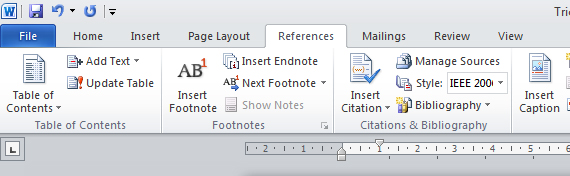 Tri
File Home Insert Page Layout References Mailings Review View
Table of Contents
Add Text
Update Table
Table of Contents
AB1
Insert Footnote
Insert Endnote
AB1 Next Footnote
Show Notes
Footnotes
Insert Citation
Manage Sources
Style: IEEE 200
Bibliography
Citations & Bibliography
Insert Caption
L
2 1 1 2 3 4 5 6